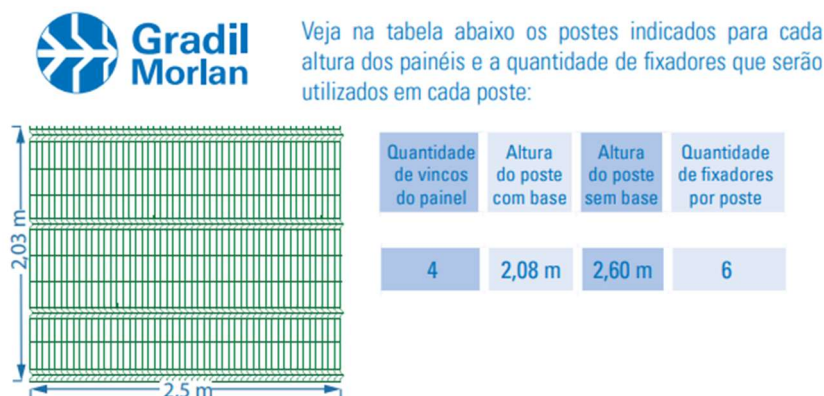 Gradil
Morlan
Veja na tabela abaixo os postes indicados para cada
altura dos painéis e a quantidade de fixadores que serão
utilizados em cada poste:
Quantidade
de vincos
do painel
Altura
do poste
com base
Altura
do poste
sem base
Quantidade
de fixadores
por poste
4
2,08 m
2,60 m
6
2,03 m
2,5 m